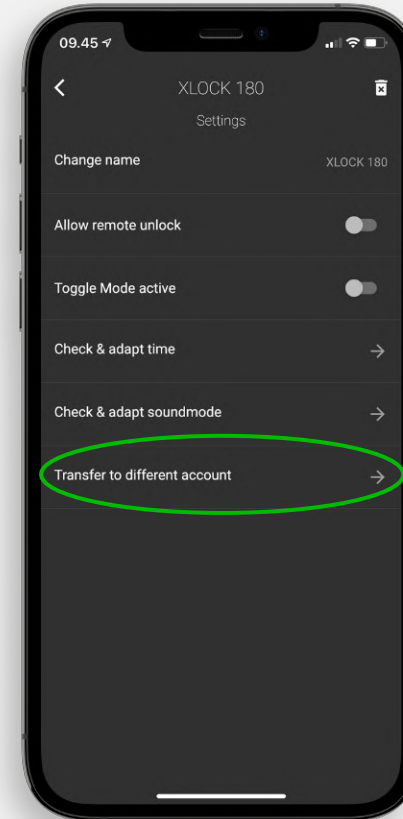 09.45
XLOCK 180
Settings
Change name XLOCK 180
Allow remote unlock
Toggle Mode active
Check & adapt time
Check & adapt soundmode
Transfer to different account